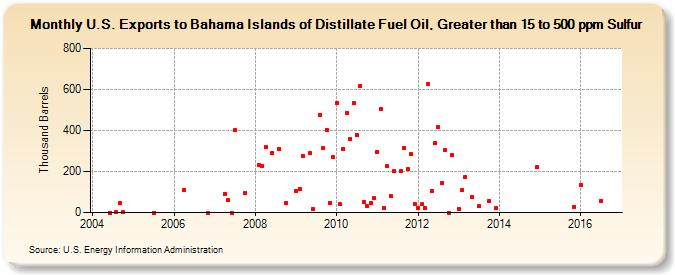 Monthly U.S. Exports to Bahama Islands of Distillate Fuel Oil, Greater than 15 to 500 ppm Sulfur
Thousand Barrels
800
600
400
200
0
2004 2006 2008 2010 2012 2014 2016
Source: U.S. Energy Information Administration